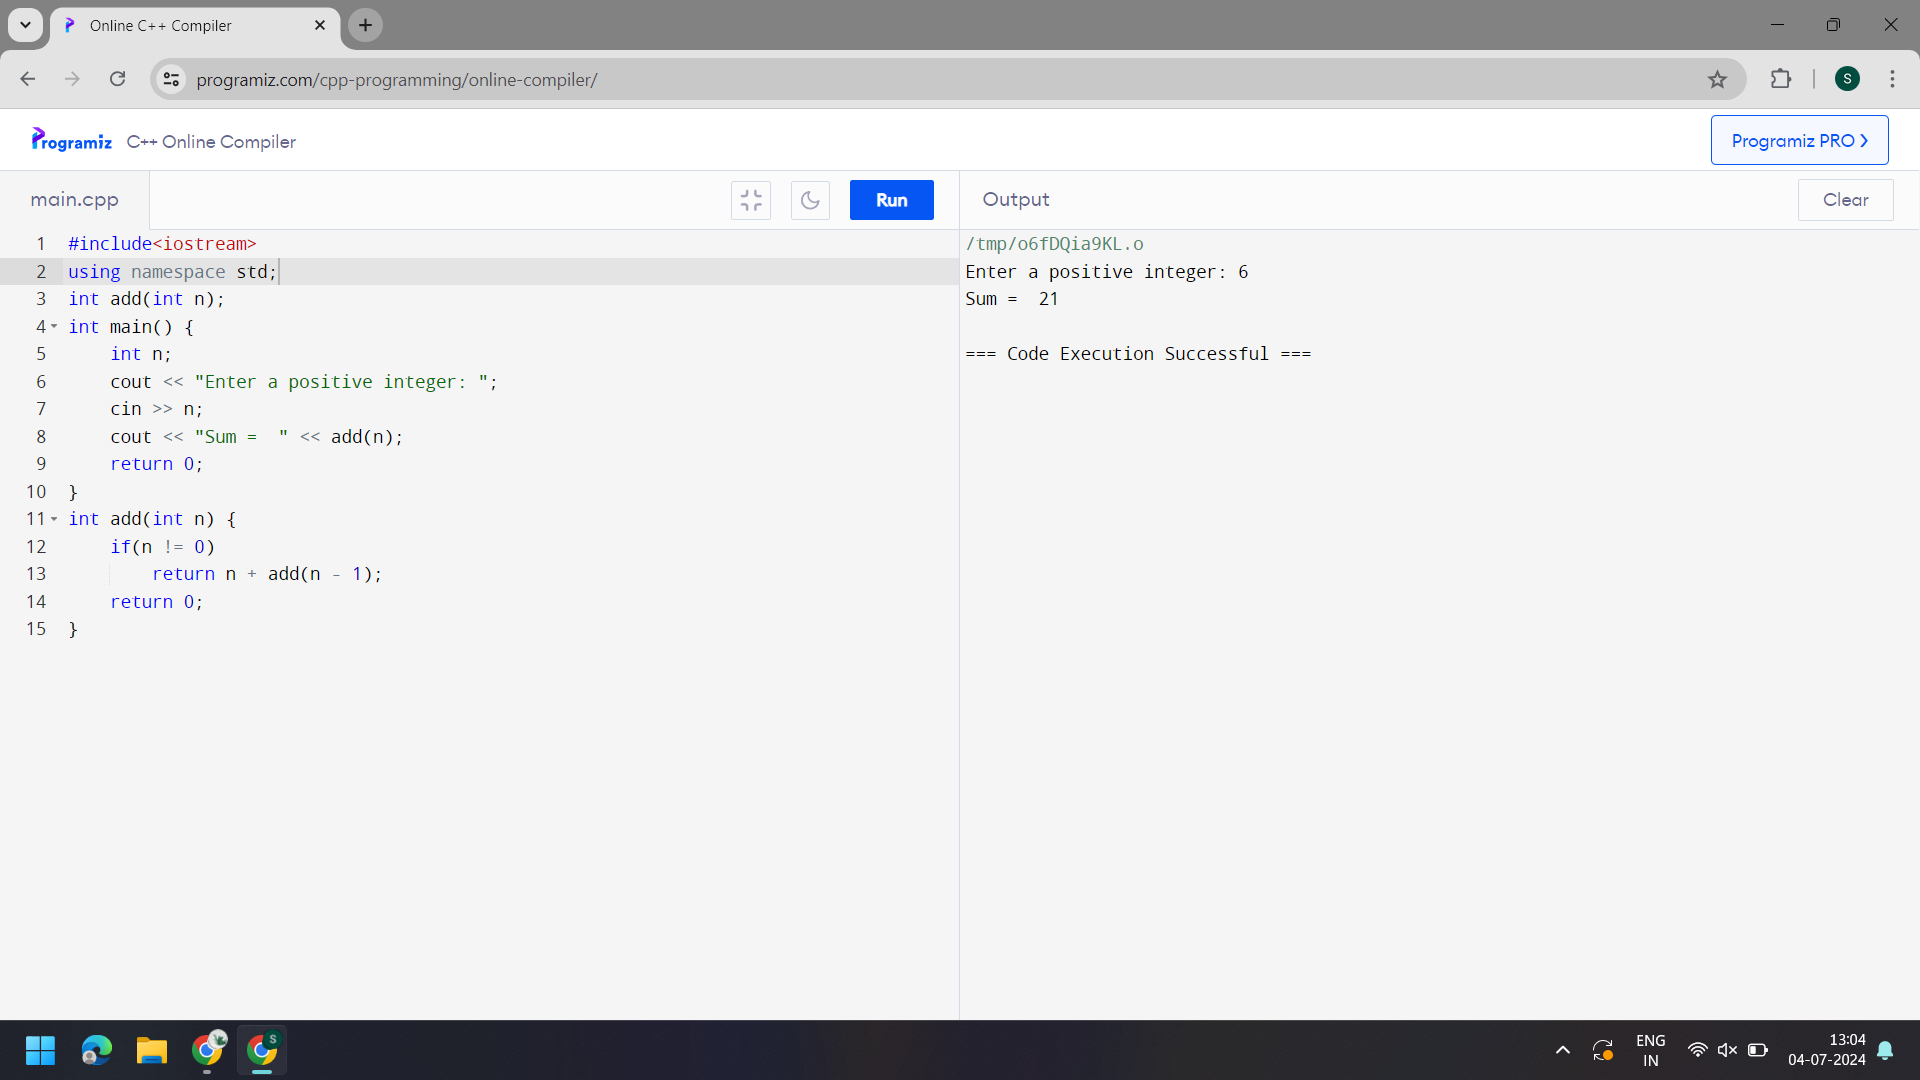 Online C++ Compiler
programiz.com/cpp-programming/online-compiler/
S
Programiz C++ Online Compiler
Programiz PRO
main.cpp
Run
Output
Clear
1 #include<iostream>
2 using namespace std;
3 int add(int n);
4 int main() {
5     int n;
6     cout << "Enter a positive integer: ";
7     cin >> n;
8     cout << "Sum =  " << add(n);
9     return 0;
10 }
11 int add(int n) {
12     if(n != 0)
13         return n + add(n - 1);
14     return 0;
15 }
/tmp/o6fDQia9KL.o
Enter a positive integer: 6
Sum =  21
=== Code Execution Successful ===
S
ENG
IN
13:04
04-07-2024